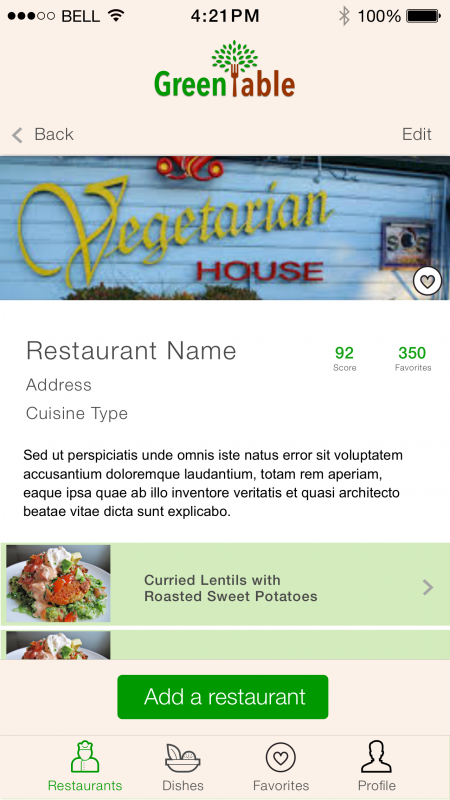 BELL 4:21PM 100%
GreenTable
Back Edit
Vegetarian
HOUSE
Restaurant Name
92
Score
350
Favorites
Address
Cuisine Type
Sed ut perspiciatis unde omnis iste natus error sit voluptatem
accusantium doloremque laudantium, totam rem aperiam,
eaque ipsa quae ab illo inventore veritatis et quasi architecto
beatae vitae dicta sunt explicabo.
Curried Lentils with
Roasted Sweet Potatoes
Add a restaurant
Restaurants Dishes Favorites Profile